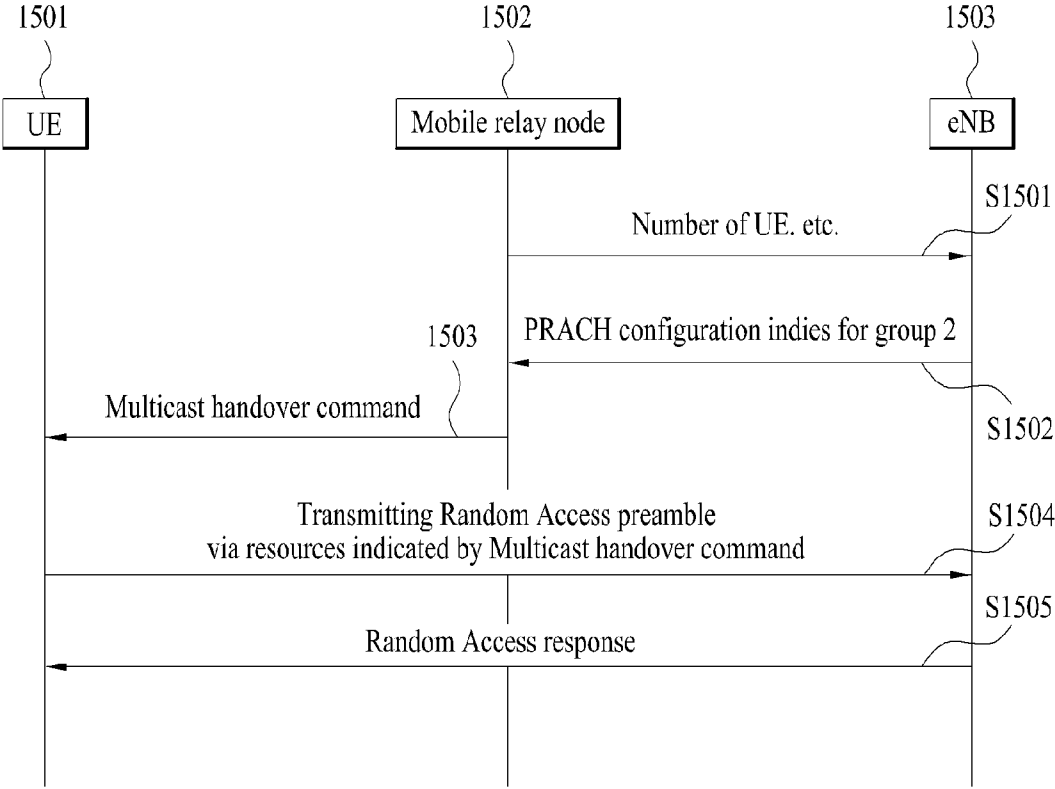 1501
1502
1503
UE
Mobile relay node
eNB
S1501
Number of UE. etc.
1503
PRACH configuration indies for group 2
Multicast handover command
S1502
Transmitting Random Access preamble
via resources indicated by Multicast handover command
S1504
S1505
Random Access response